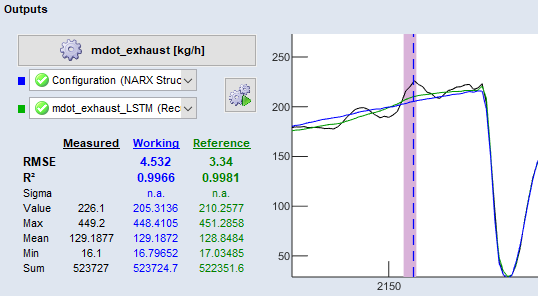 Outputs
mdot_exhaust [kg/h]
Configuration (NARX Struc
mdot_exhaust_LSTM (Rec
Measured Working Reference
RMSE 4.532 3.34
R² 0.9966 0.9981
Sigma n.a. n.a.
Value 226.1 205.3136 210.2577
Max 449.2 448.4105 451.2858
Mean 129.1877 129.1872 128.8484
Min 16.1 16.79652 17.03485
Sum 523727 523724.7 522351.6
250
200
150
100
50
2150